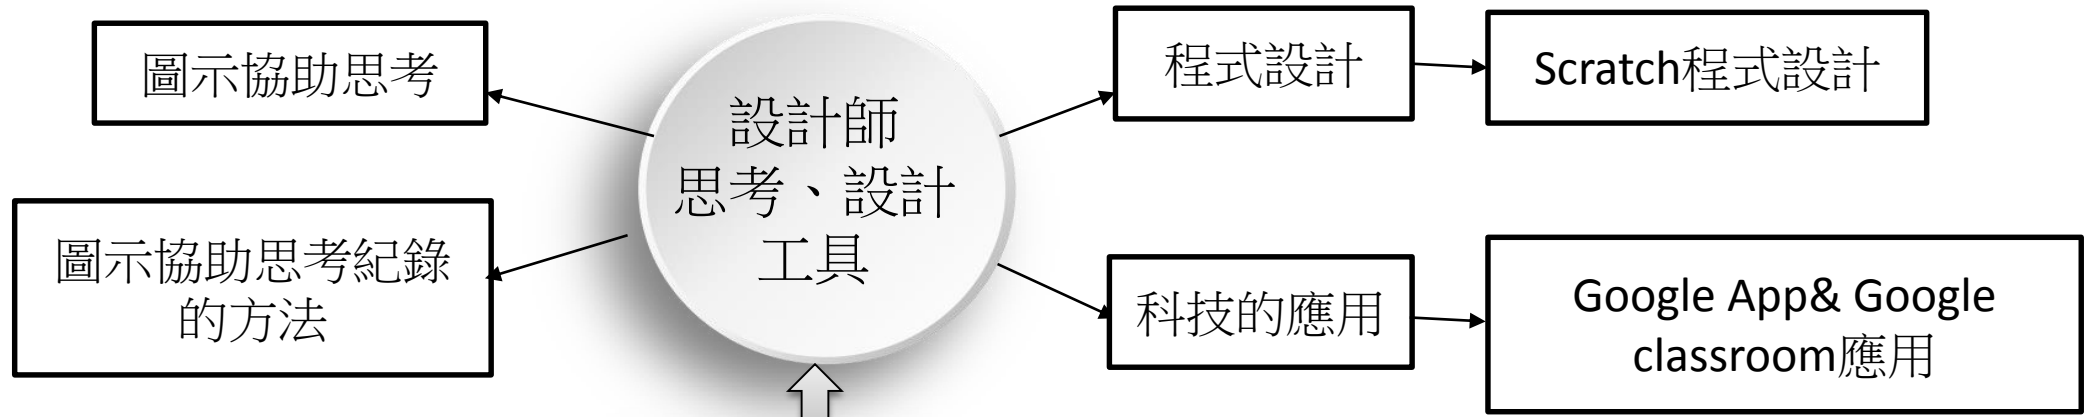 圖示協助思考
圖示協助思考紀錄
的方法
設計師
思考、設計
工具
程式設計
Scratch程式設計
科技的應用
Google App& Google
classroom應用